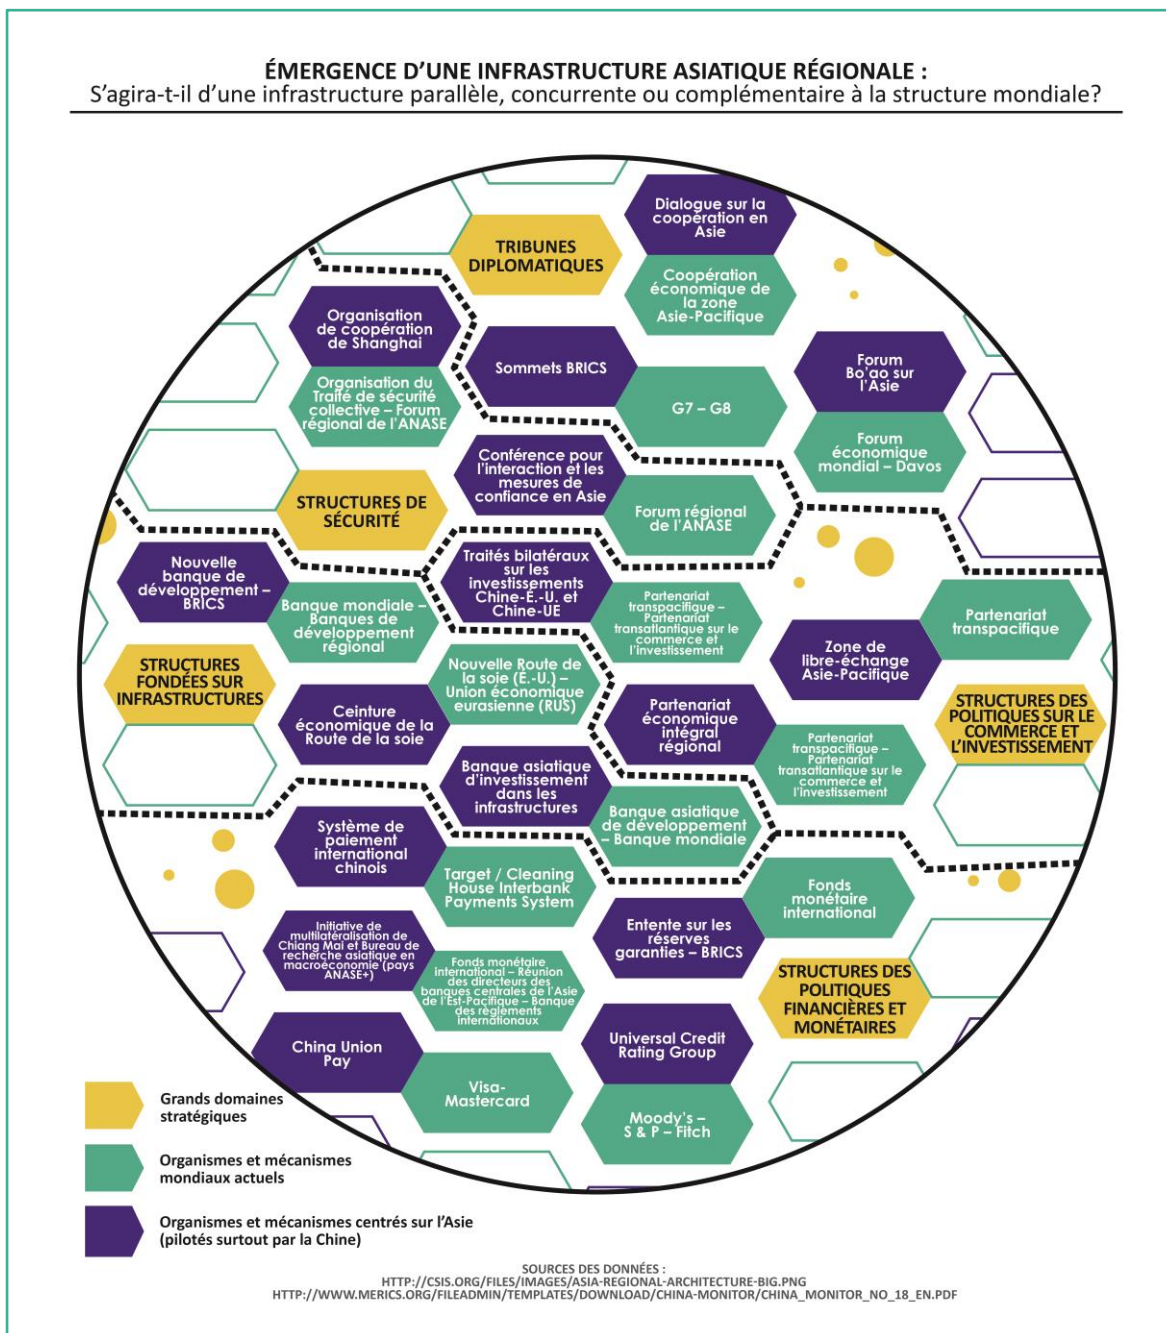 ÉMERGENCE D'UNE INFRASTRUCTURE ASIATIQUE RÉGIONALE :
S'agira-t-il d'une infrastructure parallèle, concurrente ou complémentaire à la structure mondiale?
Dialogue sur la
coopération en
Asie
TRIBUNES
DIPLOMATIQUES
Coopération
économique de
la zone
Asie-Pacifique
Organisation
de coopération
de Shanghai
Sommets BRICS
Forum
Bo'ao sur
l'Asie
Organisation du
Traité de sécurité
collective – Forum
régional de l'ANASE
G7 – G8
Forum
économique
mondial – Davos
Conférence pour
l'interaction et les
mesures de
confiance en Asie
STRUCTURES DE
SÉCURITÉ
Forum régional
de l'ANASE
Nouvelle
banque de
développement –
BRICS
Traités bilatéraux
sur les
investissements
Chine-É.-U. et
Chine-UE
Banque mondiale –
Banques de
développement
régional
Partenariat
transpacifique –
Partenariat
transatlantique sur le
commerce et
l'investissement
Partenariat
transpacifique
Zone de
libre-échange
Asie-Pacifique
STRUCTURES
FONDÉES SUR
INFRASTRUCTURES
Nouvelle Route de
la soie (É.-U.) –
Union économique
eurasienne (RUS)
Ceinture
économique de la
Route de la soie
Partenariat
économique
intégral
régional
STRUCTURES DES
POLITIQUES SUR LE
COMMERCE ET
L'INVESTISSEMENT
Partenariat
transpacifique –
Partenariat
transatlantique sur le
commerce et
l'investissement
Banque asiatique
d'investissement
dans les
infrastructures
Banque asiatique
de développement
– Banque mondiale
Système de
paiement
international
chinois
Target / Cleaning
House Interbank
Payments System
Fonds
monétaire
international
Initiative de
multilatéralisation de
Chiang Mai et Bureau de
recherche asiatique en
macroéconomie (pays
ANASE+)
Entente sur les
réserves
garanties – BRICS
Fonds monétaire
international – Réunion
des directeurs des
banques centrales de l'Asie
de l'Est-Pacifique – Banque
des règlements
internationaux
STRUCTURES DES
POLITIQUES
FINANCIÈRES ET
MONÉTAIRES
China Union
Pay
Universal Credit
Rating Group
Visa-
Mastercard
Moody's –
S & P – Fitch
Grands domaines
stratégiques
Organismes et mécanismes
mondiaux actuels
Organismes et mécanismes centrés sur l'Asie
(pilotés surtout par la Chine)
SOURCES DES DONNÉES :
HTTP://CSIS.ORG/FILES/IMAGES/ASIA-REGIONAL-ARCHITECTURE-BIG.PNG
HTTP://WWW.MERICS.ORG/FILEADMIN/TEMPLATES/DOWNLOAD/CHINA-MONITOR/CHINA_MONITOR_NO_18_EN.PDF